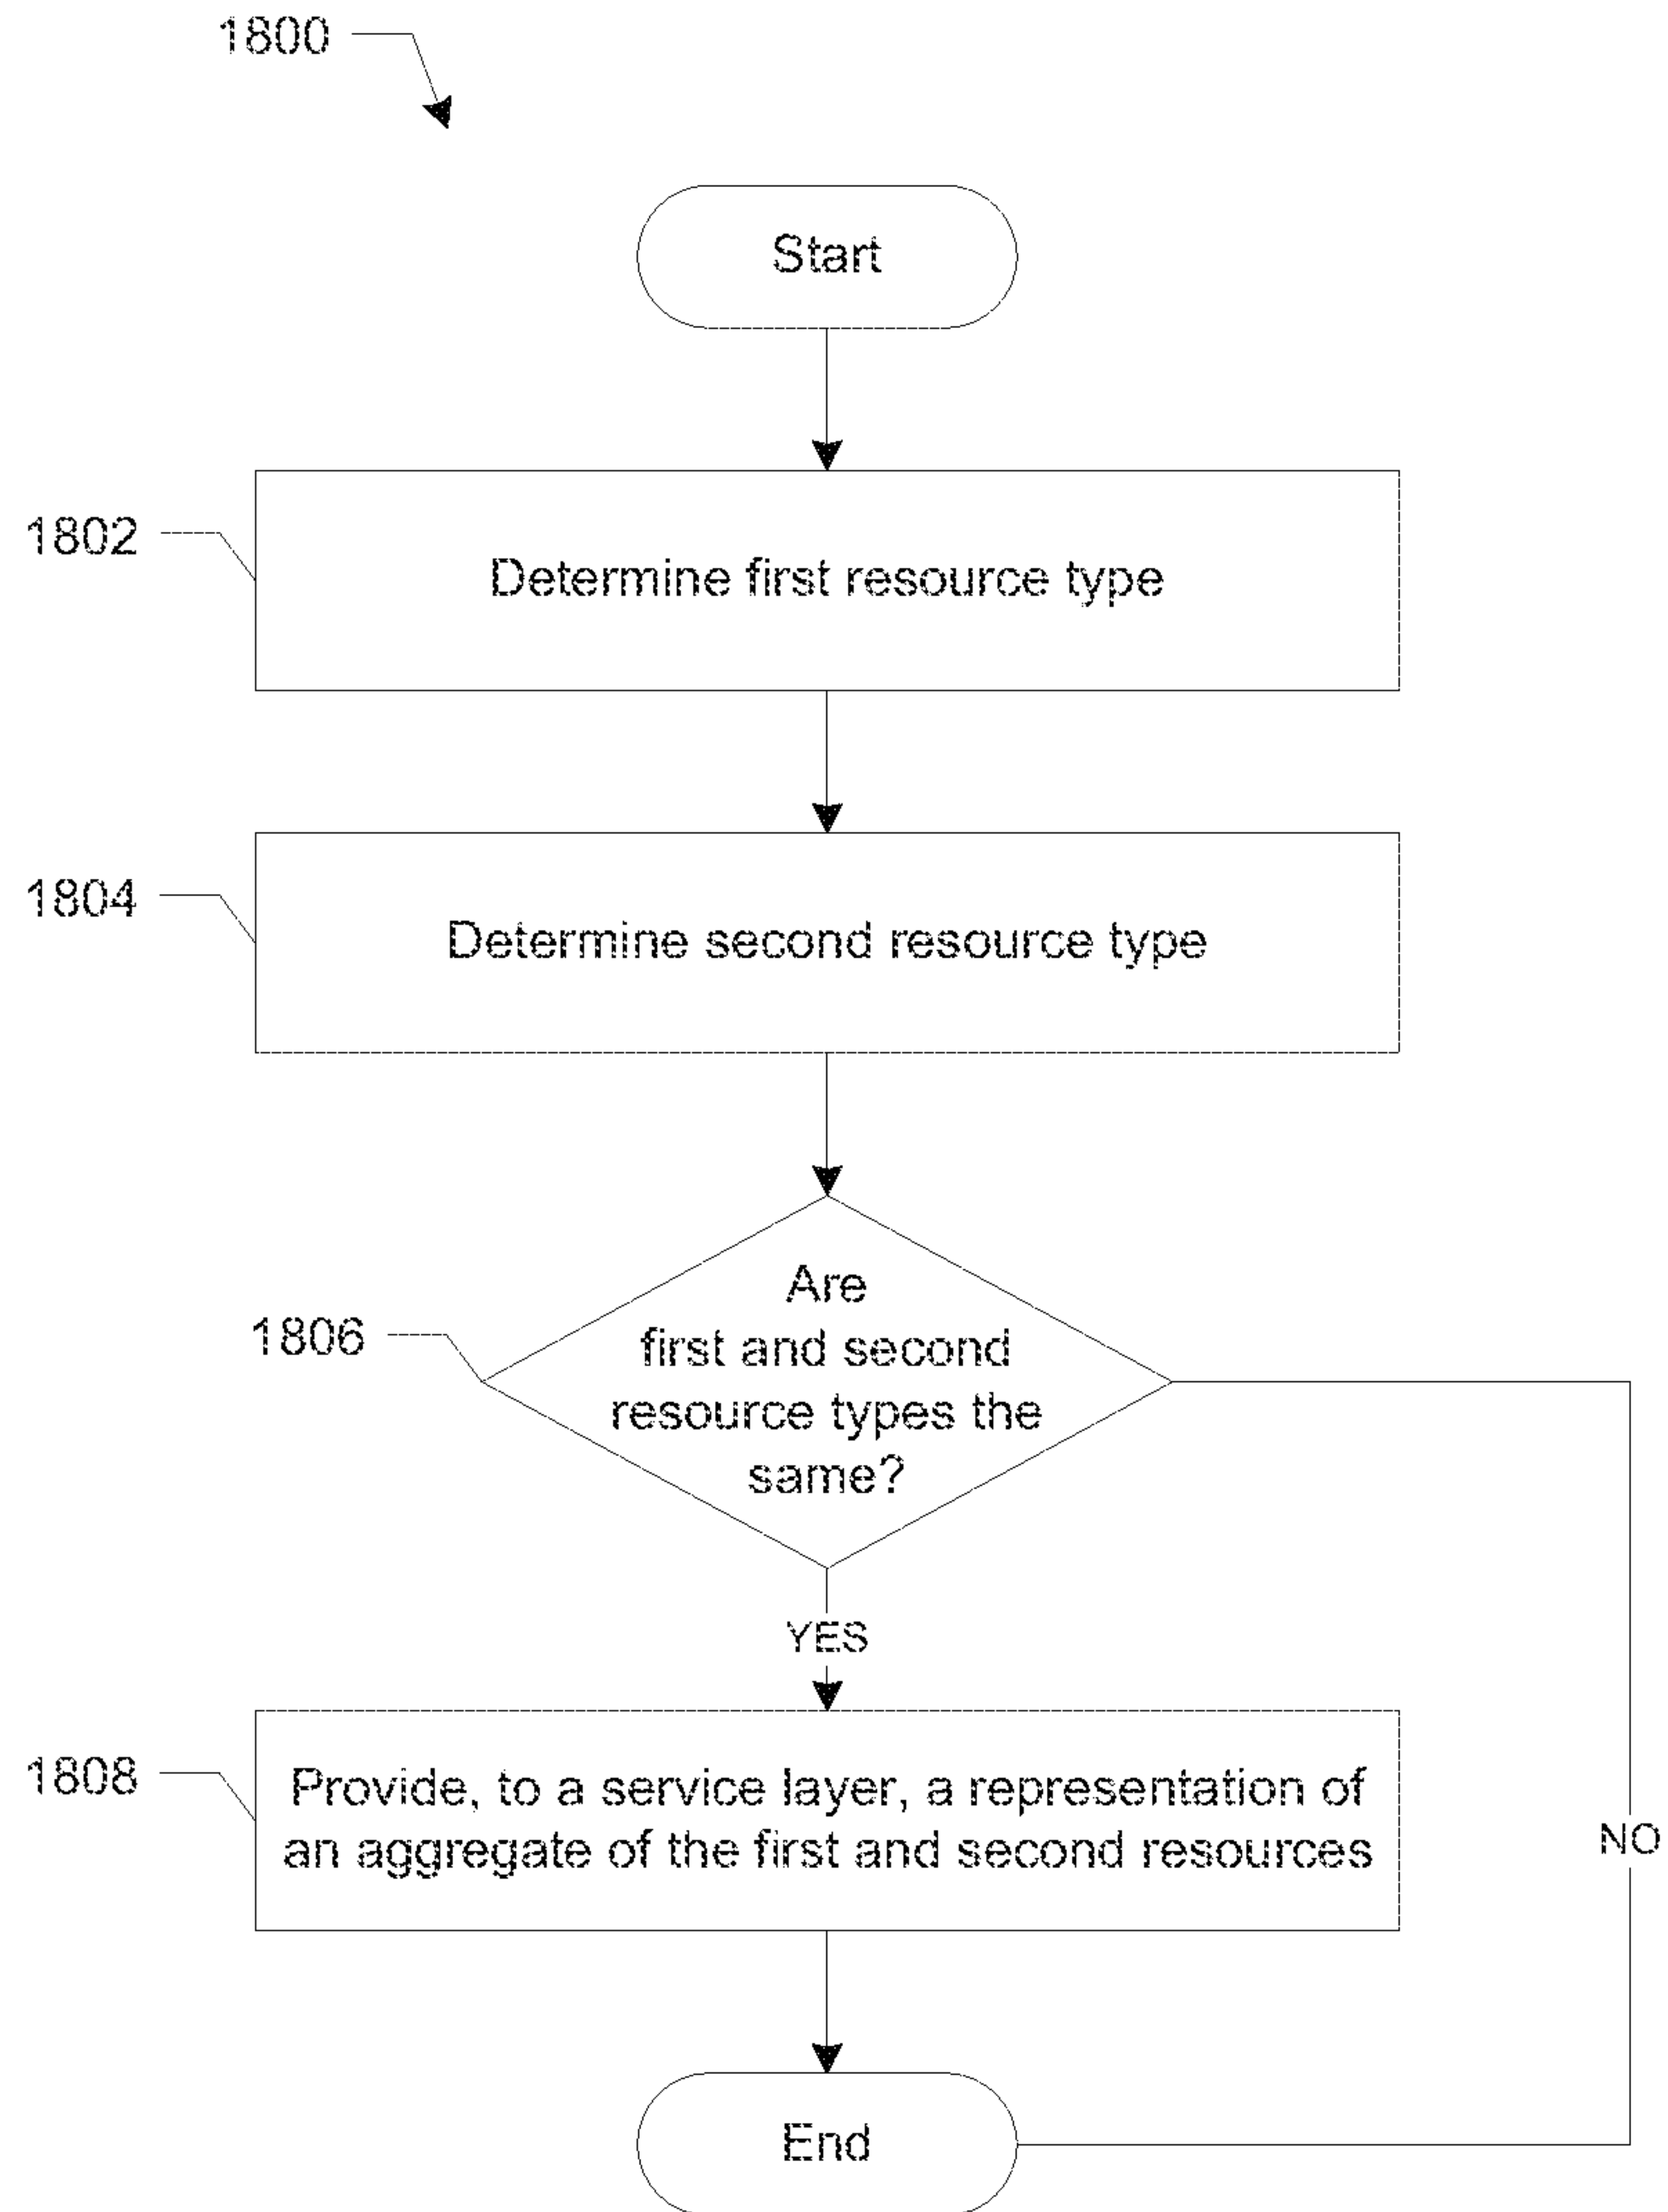 1800
Start
1802
Determine first resource type
1804
Determine second resource type
1806
Are
first and second
resource types the
same?
YES
1808
Provide, to a service layer, a representation of
an aggregate of the first and second resources
NO
End